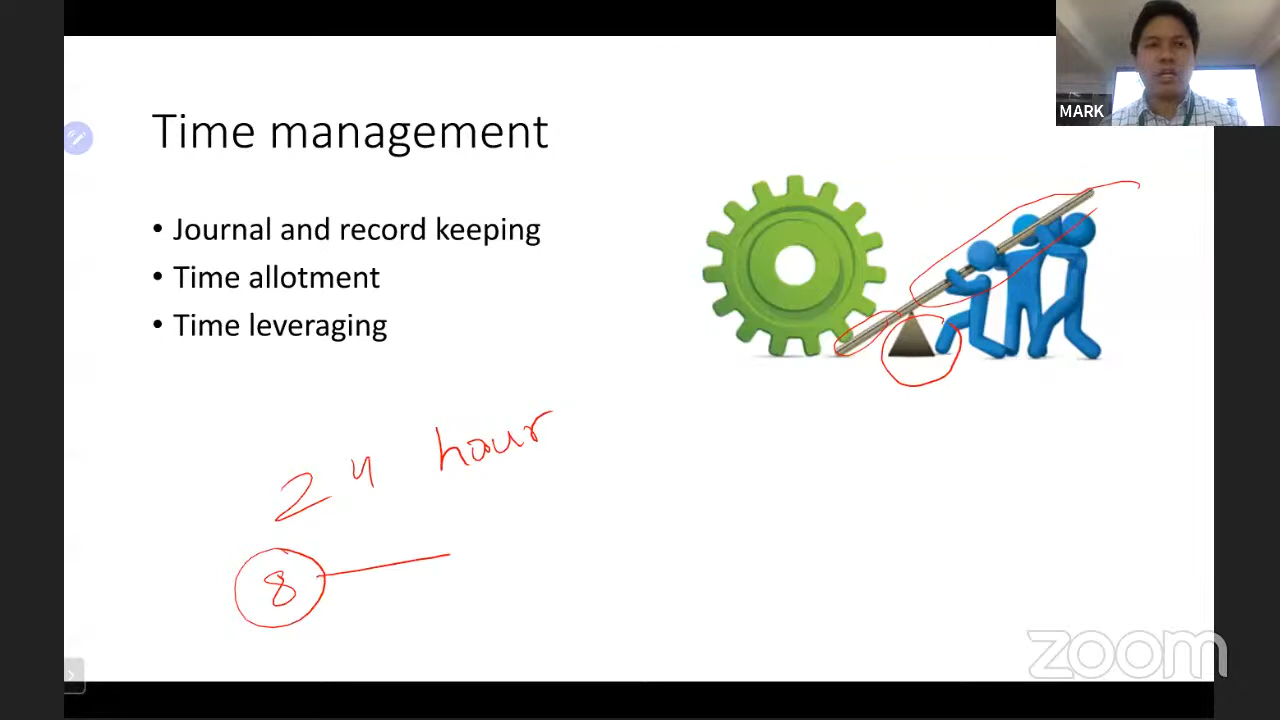 MARK
Time management
• Journal and record keeping
• Time allotment
• Time leveraging
24 hour
8
zoom